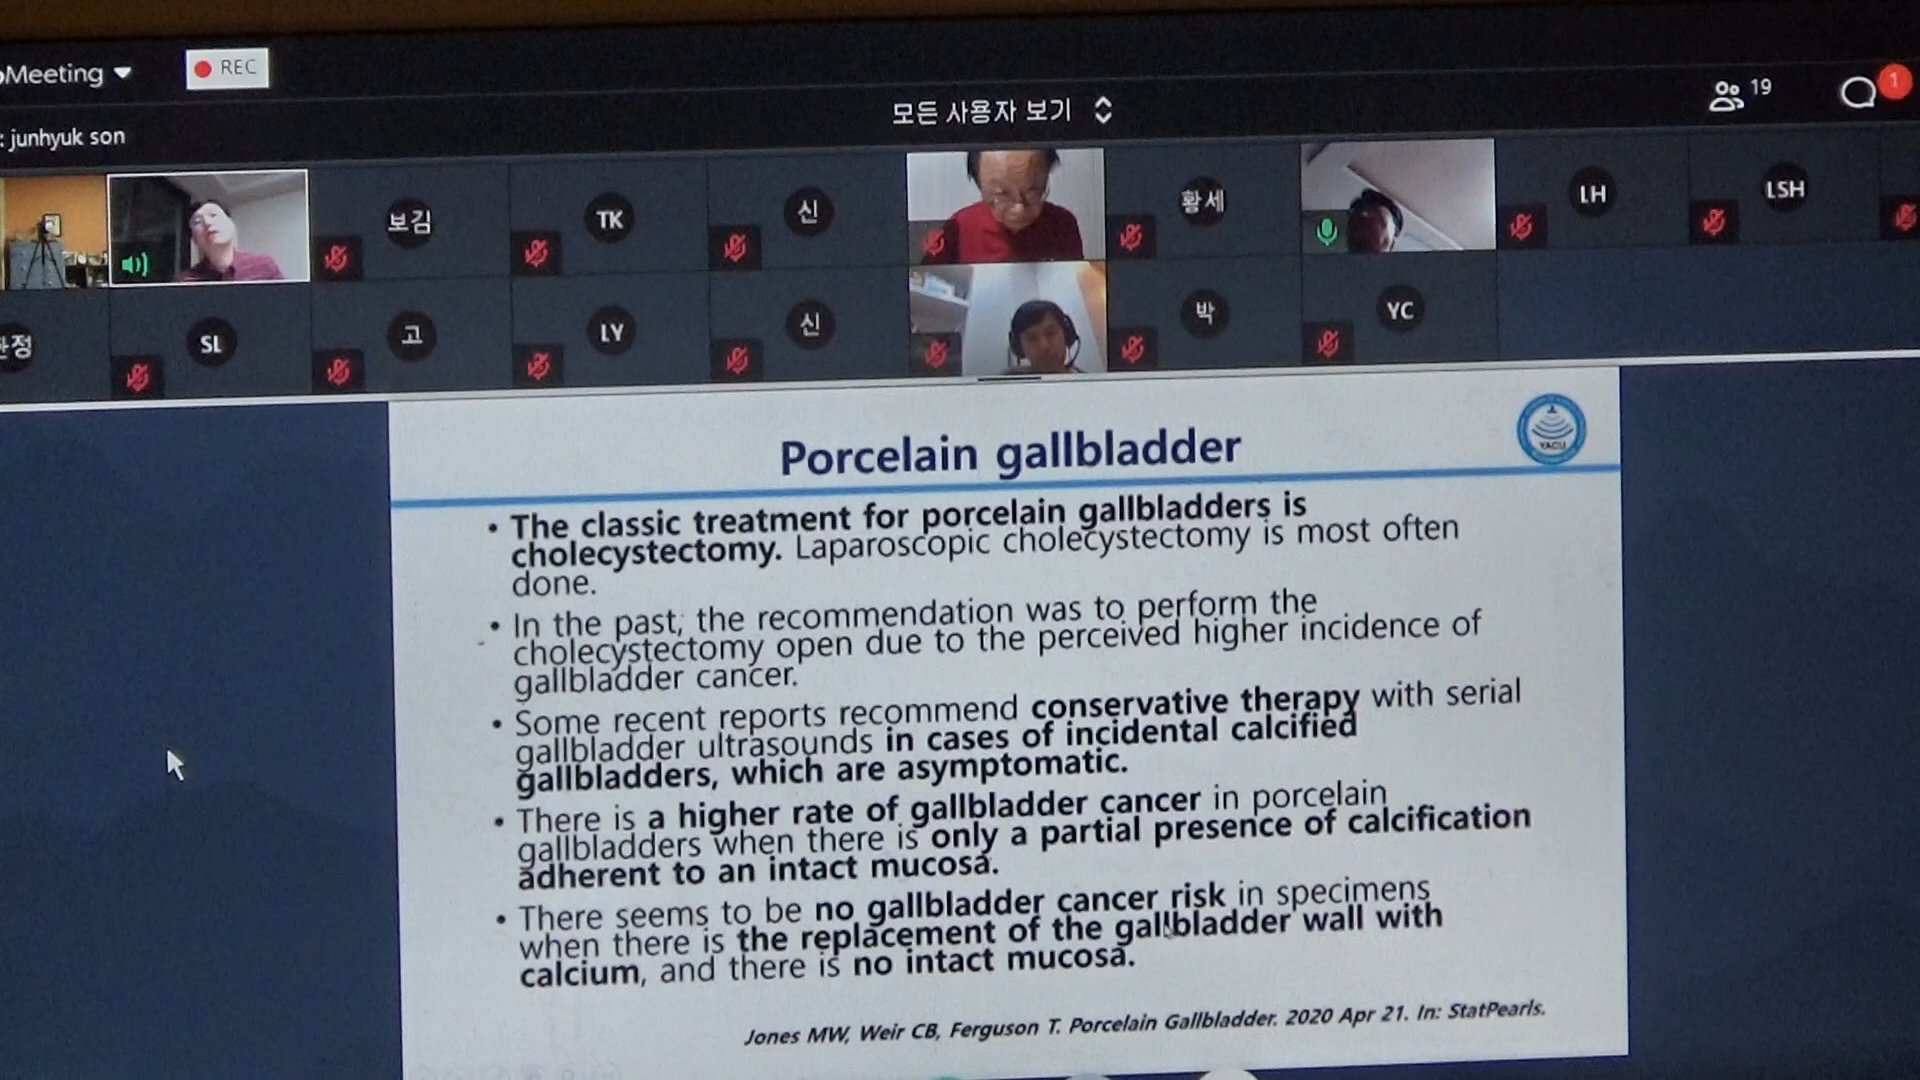 Meeting
REC
19
1
모든 사용자 보기
: junhyuk son
보김
TK
신
황세
LH
LSH
정
SL
고
LY
신
박
YC
Porcelain gallbladder
YACU
• The classic treatment for porcelain gallbladders is
cholecystectomy. Laparoscopic cholecystectomy is most often
done.
• In the past, the recommendation was to perform the
cholecystectomy open due to the perceived higher incidence of
gallbladder cancer.
• Some recent reports recommend conservative therapy with serial
gallbladder ultrasounds in cases of incidental calcified
gallbladders, which are asymptomatic.
• There is a higher rate of gallbladder cancer in porcelain
gallbladders when there is only a partial presence of calcification
adherent to an intact mucosa.
• There seems to be no gallbladder cancer risk in specimens
when there is the replacement of the gallbladder wall with
calcium, and there is no intact mucosa.
Jones MW, Weir CB, Ferguson T. Porcelain Gallbladder. 2020 Apr 21. In: StatPearls.